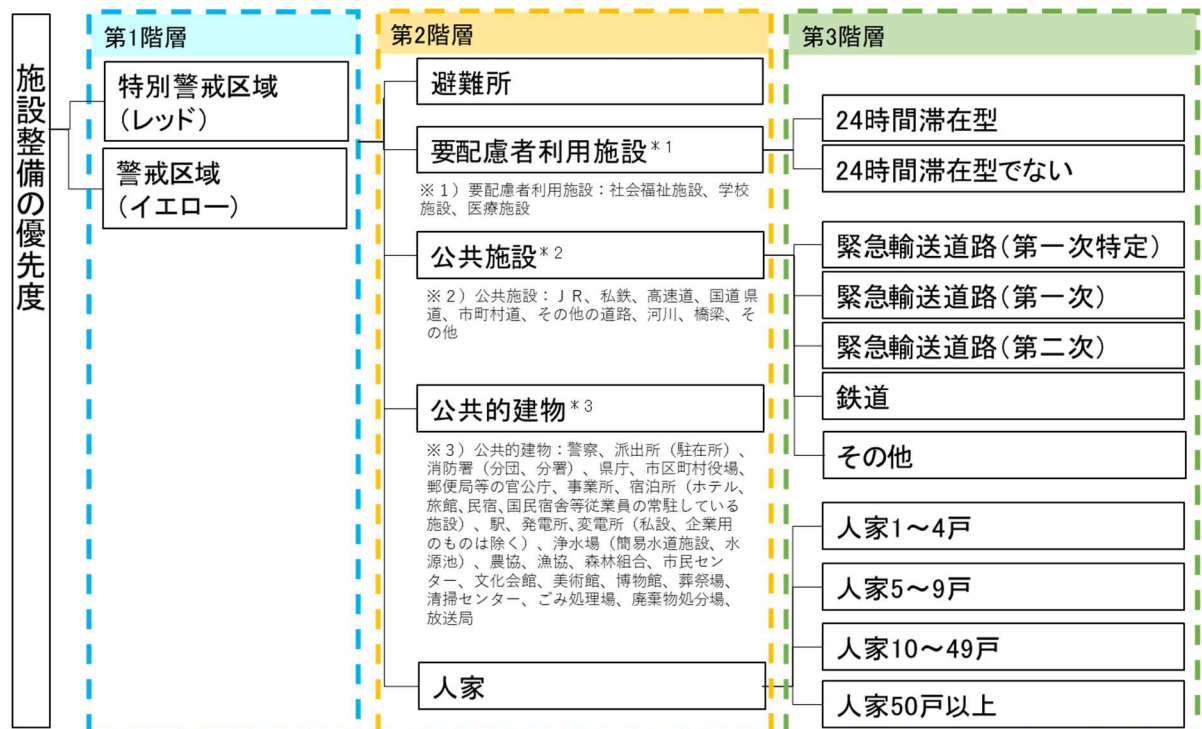 施設整備の優先度
第1階層
特別警戒区域
（レッド）
警戒区域
（イエロー）
第2階層
避難所
要配慮者利用施設*1
※1）要配慮者利用施設：社会福祉施設、学校
施設、医療施設
公共施設*2
※2）公共施設：ＪＲ、私鉄、高速道、国道県
道、市町村道、その他の道路、河川、橋梁、そ
の他
公共的建物*3
※3）公共的建物：警察、派出所（駐在所）、
消防署（分団、分署）、県庁、市区町村役場、
郵便局等の官公庁、事業所、宿泊所（ホテル、
旅館、民宿、国民宿舎等従業員の常駐している
施設）、駅、発電所、変電所（私設、企業用
のものは除く）、浄水場（簡易水道施設、水
源池）、農協、漁協、森林組合、市民セン
ター、文化会館、美術館、博物館、葬祭場、
清掃センター、ごみ処理場、廃棄物処分場、
放送局
人家
第3階層
24時間滞在型
24時間滞在型でない
緊急輸送道路（第一次特定）
緊急輸送道路（第一次）
緊急輸送道路（第二次）
鉄道
その他
人家1～4戸
人家5～9戸
人家10～49戸
人家50戸以上